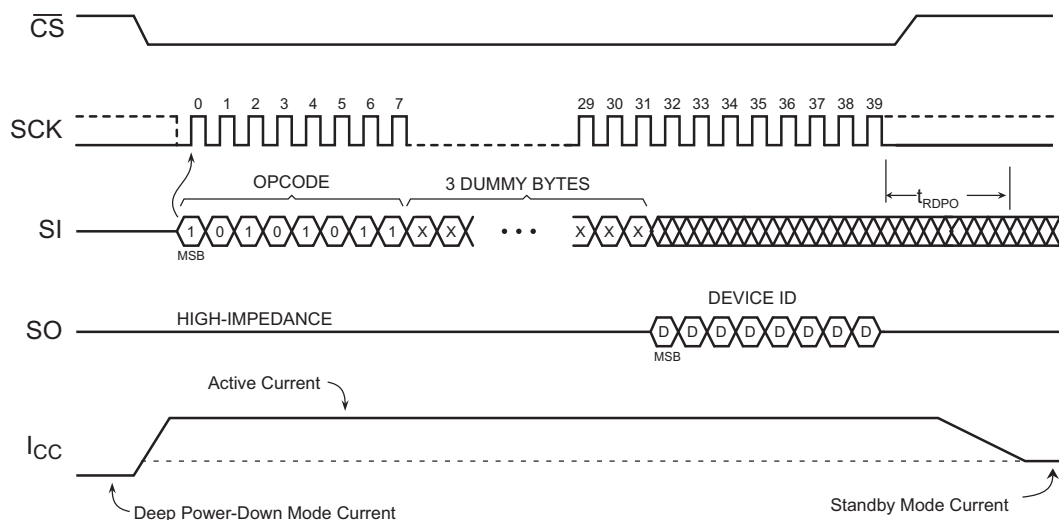 CS
SCK
0 1 2 3 4 5 6 7
29 30 31 32 33 34 35 36 37 38 39
OPCODE
3 DUMMY BYTES
tRDPO
SI
1 0 1 0 1 0 1 1 X X • • • X X X
MSB
SO
HIGH-IMPEDANCE
DEVICE ID
D D D D D D D D
MSB
Active Current
ICC
Deep Power-Down Mode Current
Standby Mode Current